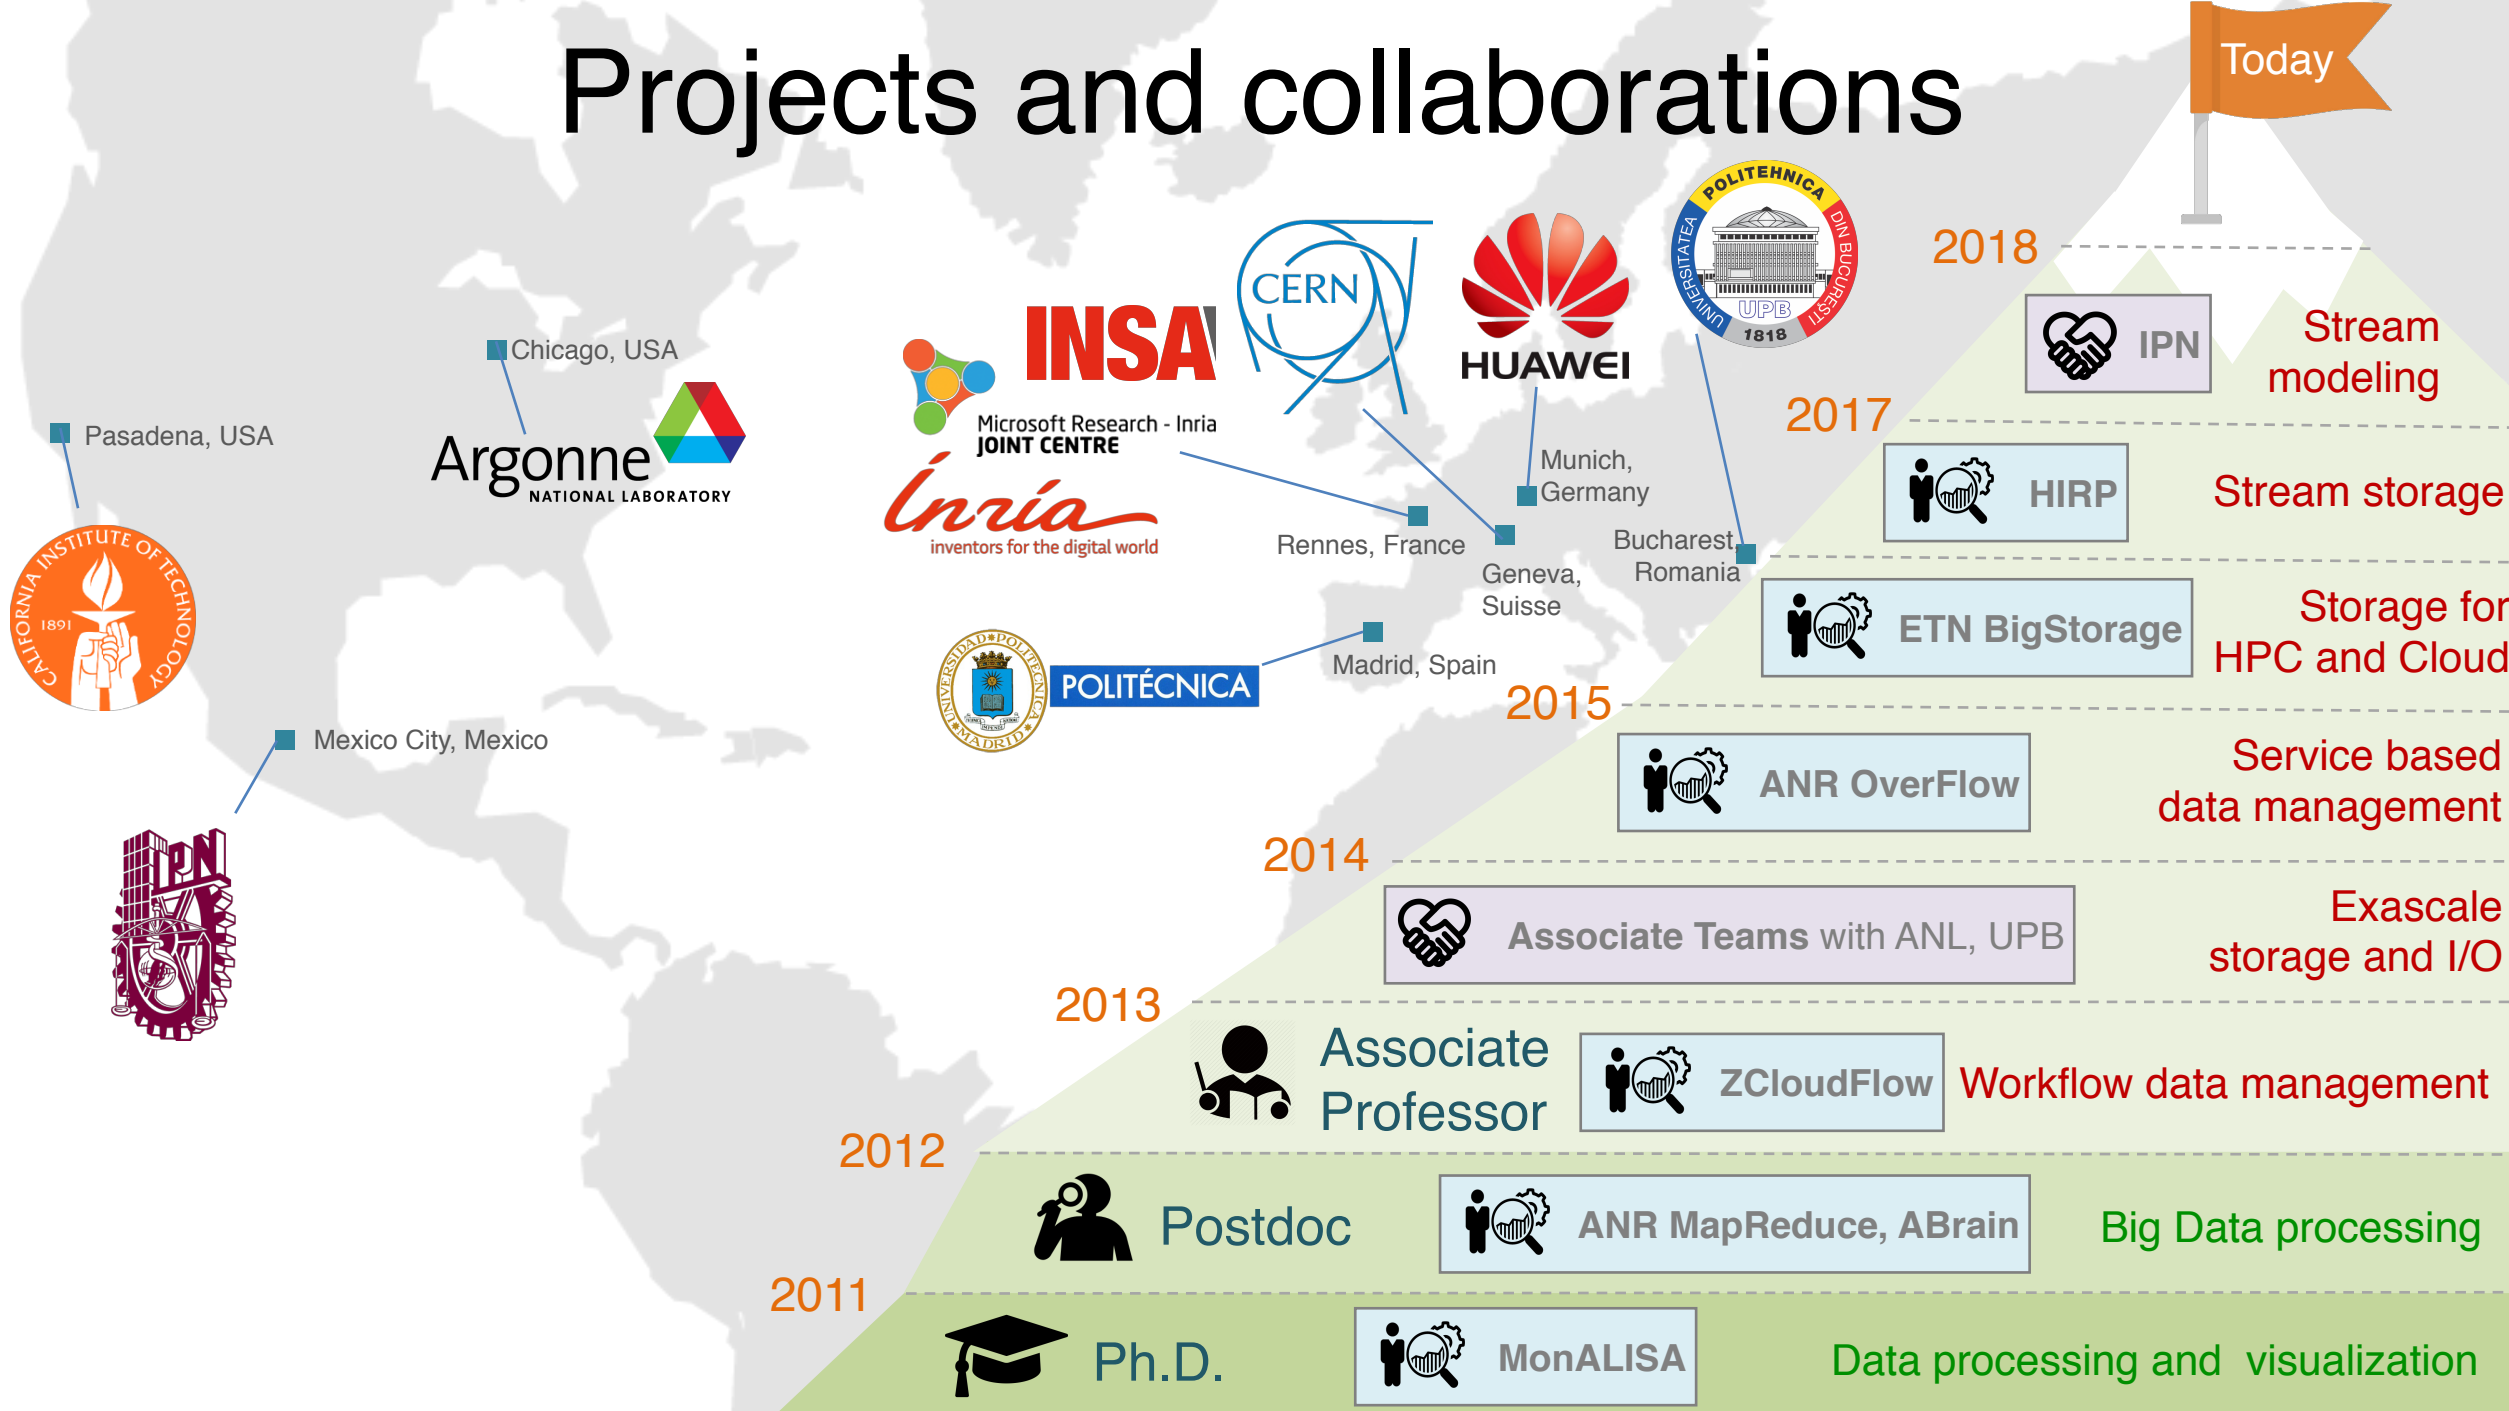 Projects and collaborations
Today
POLITEHNICA
UNIVERSITATEA
DIN BUCUREȘTI
UPB
1818
CERN
HUAWEI
INSA
Microsoft Research - Inria
JOINT CENTRE
Inria
inventors for the digital world
Chicago, USA
Argonne
NATIONAL LABORATORY
Pasadena, USA
CALIFORNIA INSTITUTE OF TECHNOLOGY
1891
Munich,
Germany
Rennes, France
Geneva,
Suisse
Bucharest,
Romania
Madrid, Spain
UNIVERSIDAD POLITECNICA
MADRID
POLITÉCNICA
Mexico City, Mexico
IPN
2018
IPN
Stream
modeling
2017
HIRP
Stream storage
ETN BigStorage
Storage for
HPC and Cloud
2015
ANR OverFlow
Service based
data management
2014
Associate Teams with ANL, UPB
Exascale
storage and I/O
2013
Associate
Professor
ZCloudFlow
Workflow data management
2012
Postdoc
ANR MapReduce, ABrain
Big Data processing
2011
Ph.D.
MonALISA
Data processing and visualization